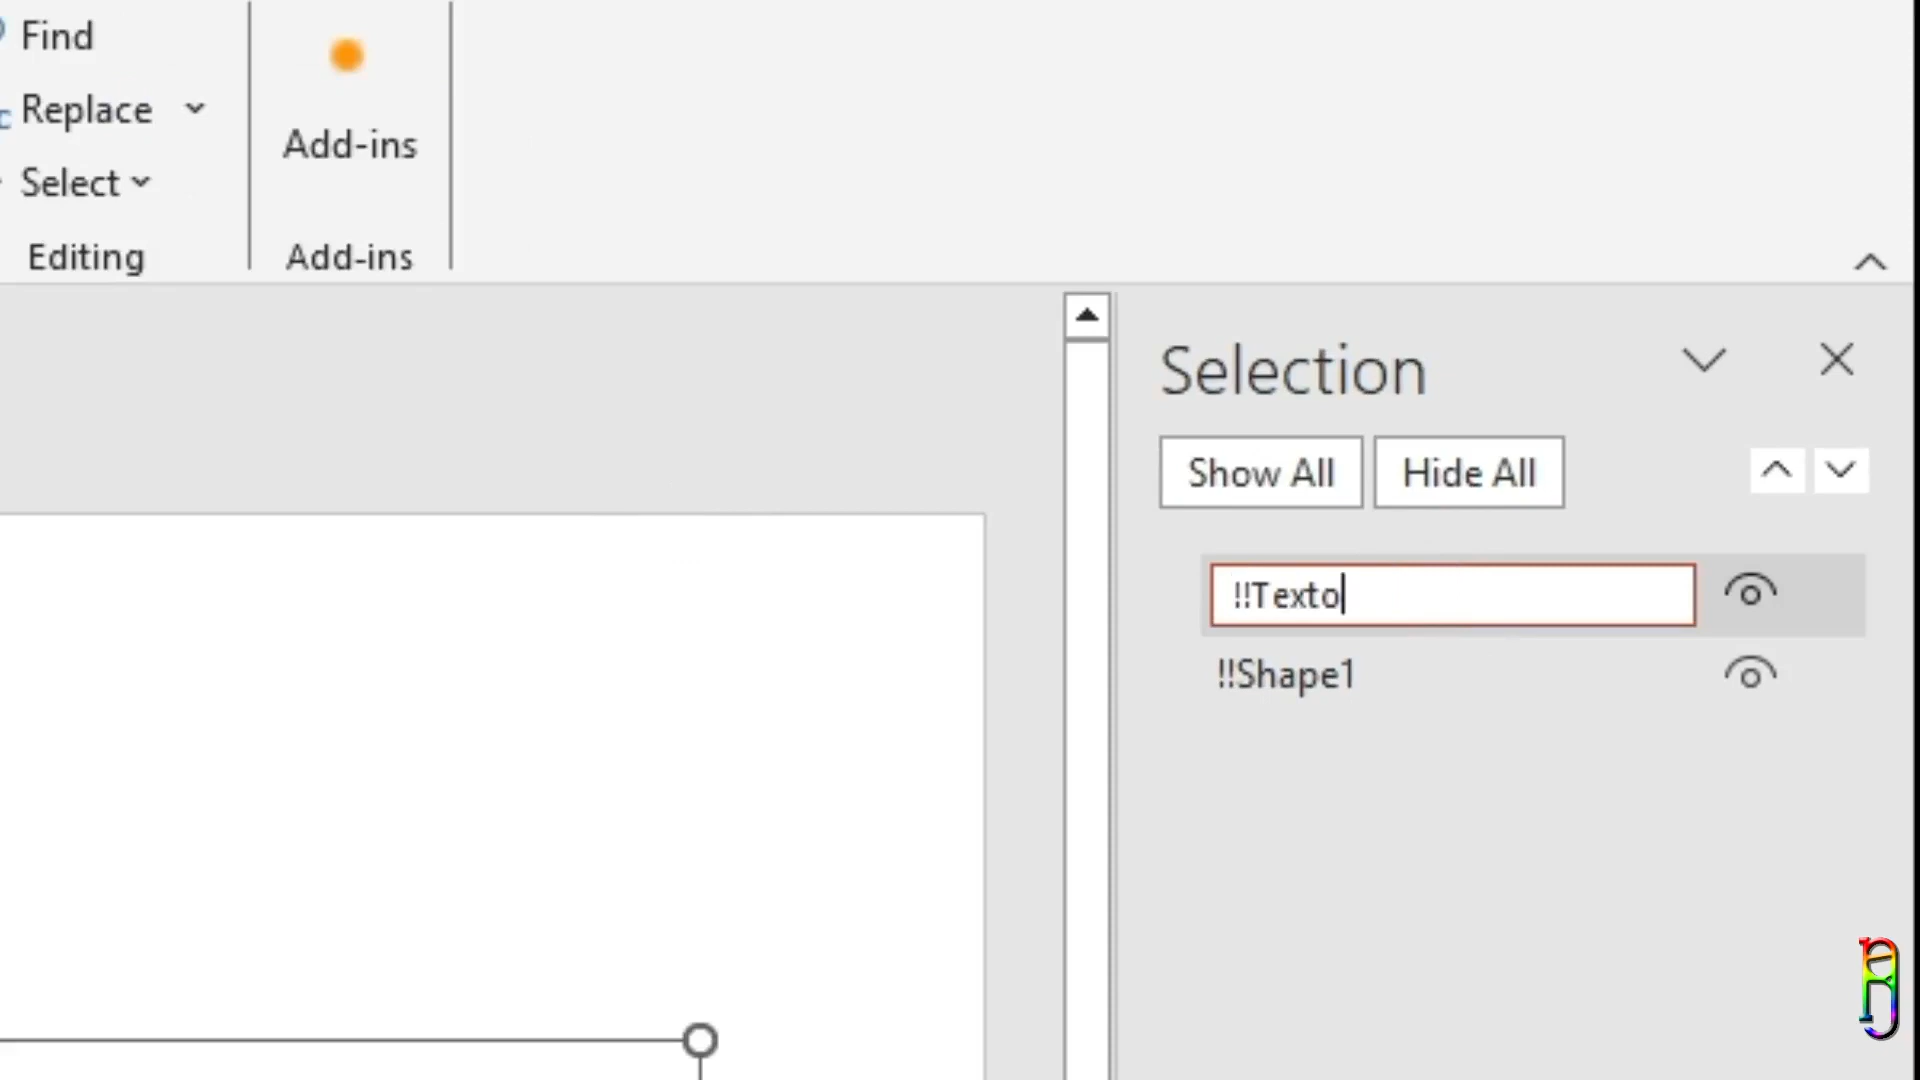 Find
Replace
Select
Editing
Add-ins
Add-ins
Selection
Show All
Hide All
!!Texto
!!Shape1